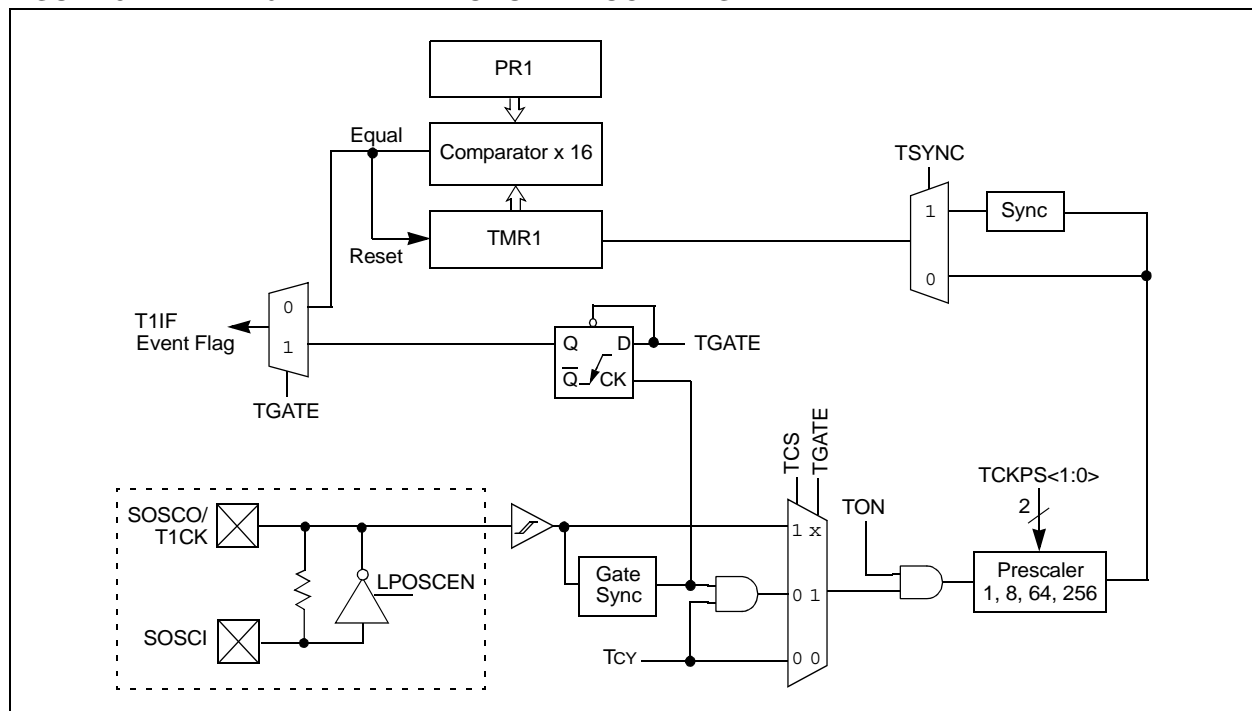 PR1
Equal
Comparator x 16
TSYNC
1
Sync
Reset
TMR1
0
0
T1IF
Event Flag
1
Q
D
TGATE
Q
CK
TGATE
TCS
TGATE
TCKPS<1:0>
2
TON
SOSCO/
T1CK
1 x
LPOSCEN
Gate
Sync
0 1
Prescaler
1, 8, 64, 256
SOSCI
TCY
0 0